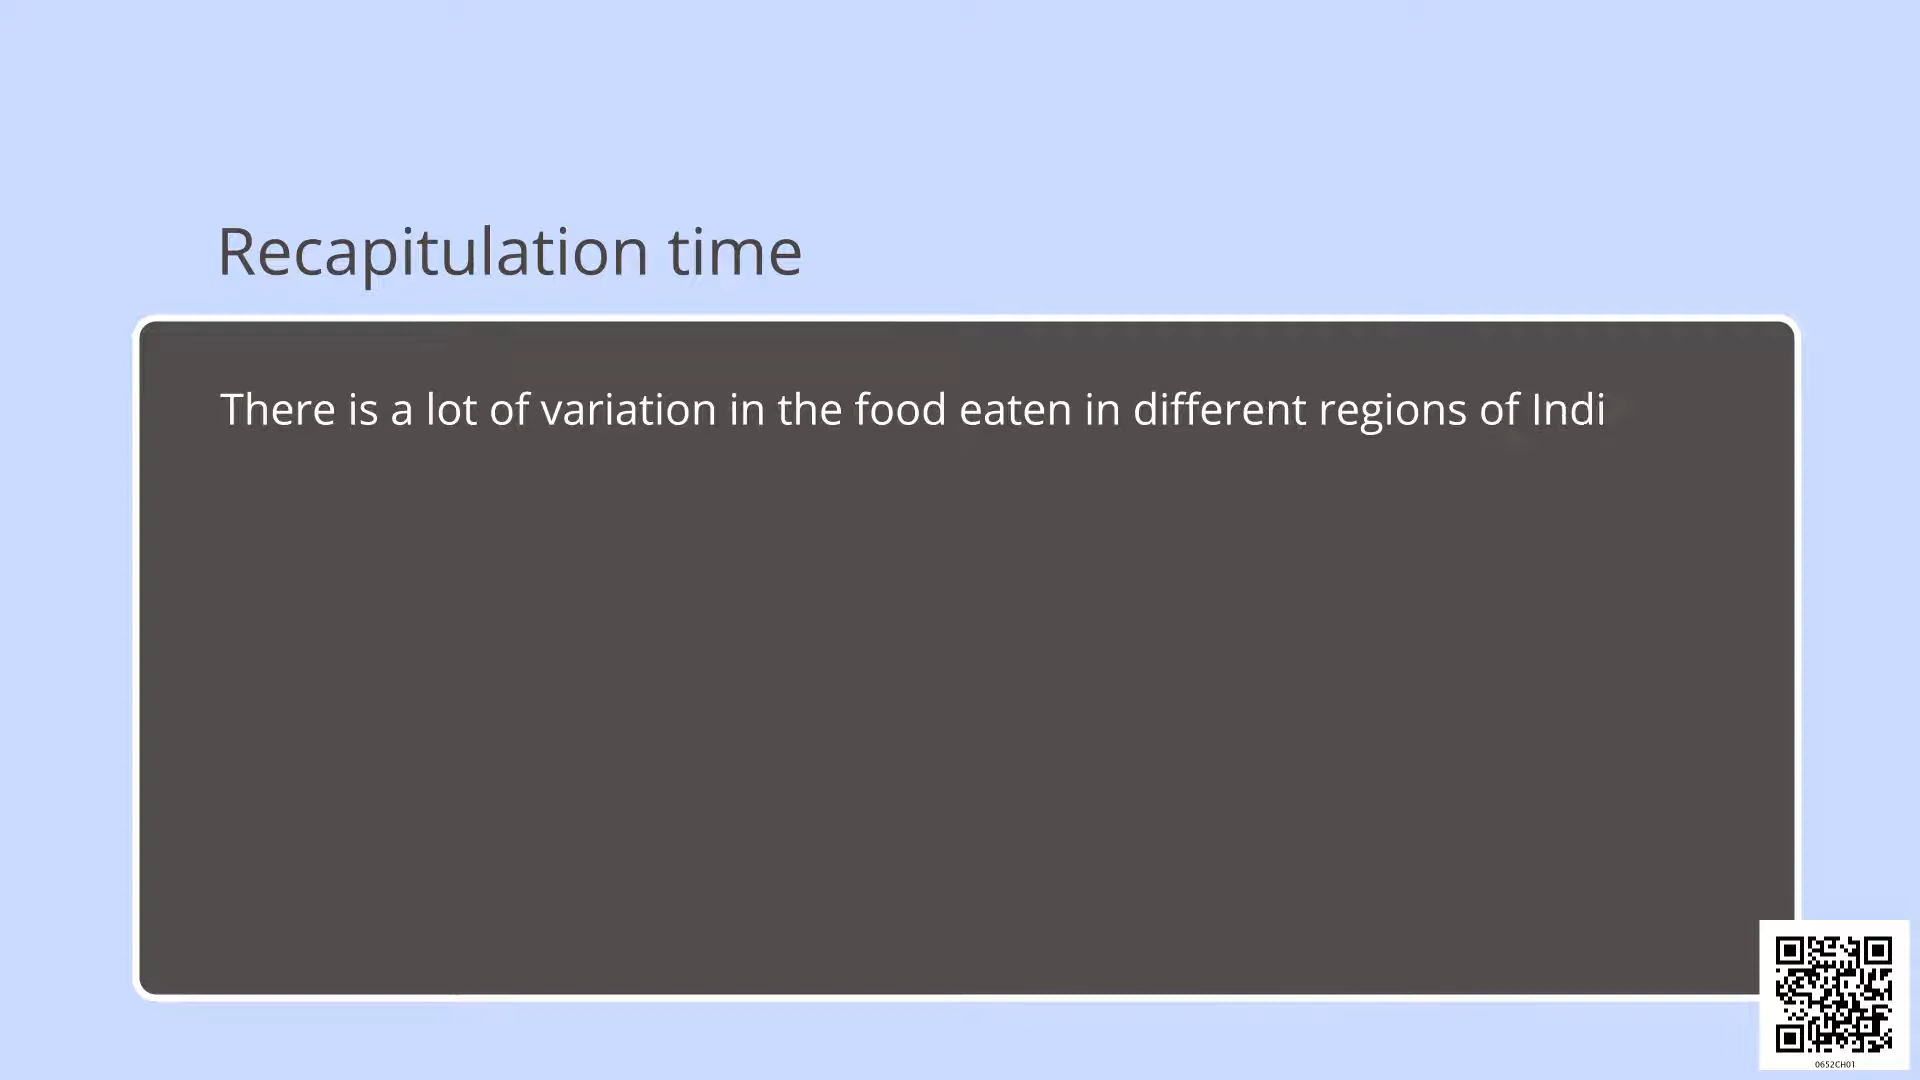 Recapitulation time
There is a lot of variation in the food eaten in different regions of Indi
0652CH01